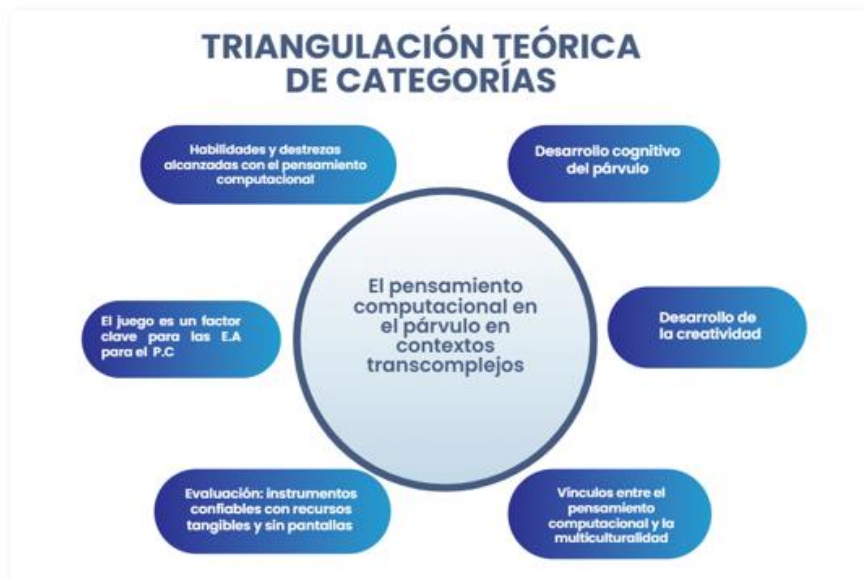 TRIANGULACIÓN TEÓRICA
DE CATEGORÍAS
Habilidades y destrezas
alcanzadas con el pensamiento
computacional
Desarrollo cognitivo
del párvulo
El pensamiento
computacional en
el párvulo en
contextos
transcomplejos
El juego es un factor
clave para las E.A
para el P.C
Desarrollo de
la creatividad
Evaluación: instrumentos
confiables con recursos
tangibles y sin pantallas
Vínculos entre el
pensamiento
computacional y la
multiculturalidad